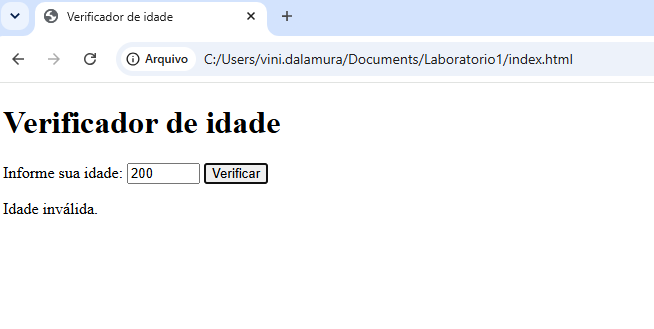 Verificador de idade
Arquivo C:/Users/vini.dalamura/Documents/Laboratorio1/index.html
Verificador de idade
Informe sua idade: 200 Verificar
Idade inválida.